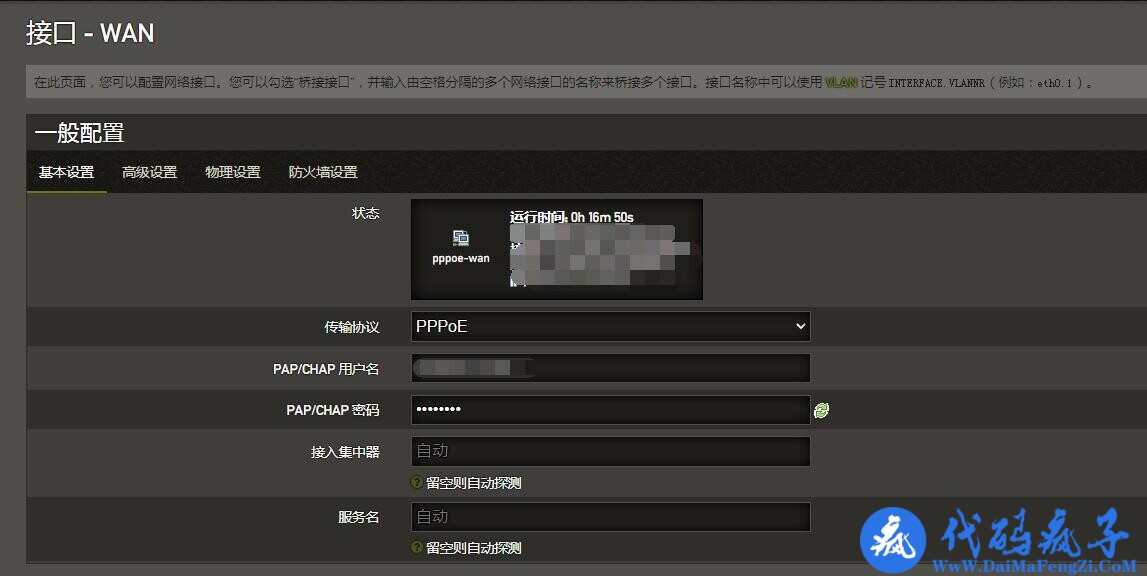 接口 - WAN
在此页面，您可以配置网络接口。您可以勾选"桥接接口"，并输入由空格分隔的多个网络接口的名称来桥接多个接口。接口名称中可以使用 VLAN 记号 INTERFACE.VLANNR（例如：eth0.1）。
一般配置
基本设置 高级设置 物理设置 防火墙设置
状态
运行时间: 0h 16m 50s
pppoe-wan
传输协议 PPPoE
PAP/CHAP 用户名
PAP/CHAP 密码 ••••••••
接入集中器 自动
留空则自动探测
服务名 自动
留空则自动探测
疯 代码疯子
Www.DaiMaFengZi.CoM